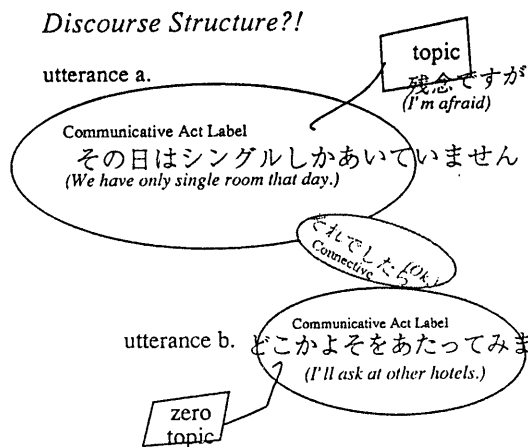 Discourse Structure?!
topic
残念ですが
(I'm afraid)
utterance a.
Communicative Act Label
その日はシングルしかあいていません
(We have only single room that day.)
それでしたら (Ok.)
Connective
Communicative Act Label
utterance b. どこかよそをあたってみま
(I'll ask at other hotels.)
zero
topic